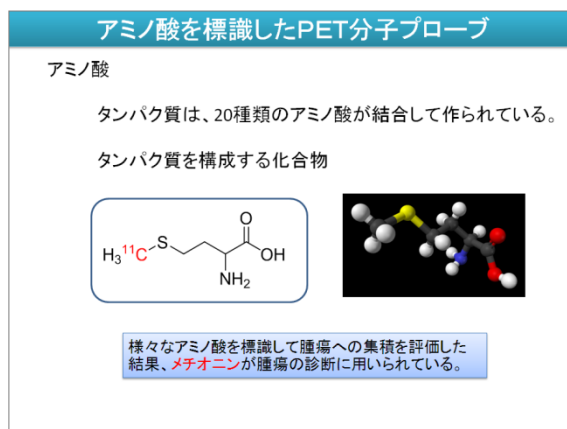 アミノ酸を標識したPET分子プローブ
アミノ酸
タンパク質は、20種類のアミノ酸が結合して作られている。
タンパク質を構成する化合物
O
H₃¹¹C S OH
NH₂
様々なアミノ酸を標識して腫瘍への集積を評価した
結果、メチオニンが腫瘍の診断に用いられている。